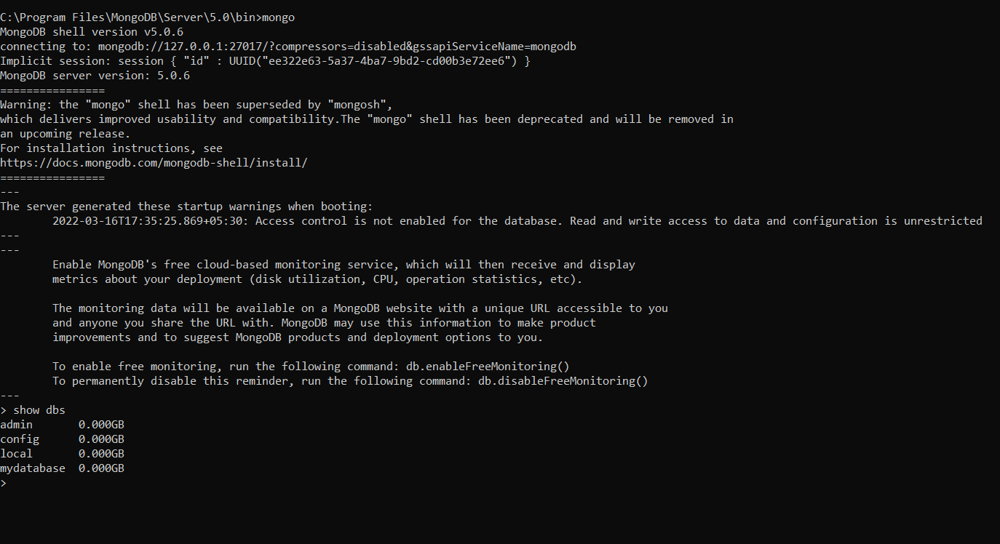 C:\Program Files\MongoDB\Server\5.0\bin>mongo
MongoDB shell version v5.0.6
connecting to: mongodb://127.0.0.1:27017/?compressors=disabled&gssapiServiceName=mongodb
Implicit session: session { "id" : UUID("ee322e63-5a37-4ba7-9bd2-cd00b3e72ee6") }
MongoDB server version: 5.0.6
================
Warning: the "mongo" shell has been superseded by "mongosh",
which delivers improved usability and compatibility.The "mongo" shell has been deprecated and will be removed in
an upcoming release.
For installation instructions, see
https://docs.mongodb.com/mongodb-shell/install/
================
---
The server generated these startup warnings when booting:
        2022-03-16T17:35:25.869+05:30: Access control is not enabled for the database. Read and write access to data and configuration is unrestricted
---
---
        Enable MongoDB's free cloud-based monitoring service, which will then receive and display
        metrics about your deployment (disk utilization, CPU, operation statistics, etc).

        The monitoring data will be available on a MongoDB website with a unique URL accessible to you
        and anyone you share the URL with. MongoDB may use this information to make product
        improvements and to suggest MongoDB products and deployment options to you.

        To enable free monitoring, run the following command: db.enableFreeMonitoring()
        To permanently disable this reminder, run the following command: db.disableFreeMonitoring()
---
> show dbs
admin       0.000GB
config      0.000GB
local       0.000GB
mydatabase  0.000GB
>